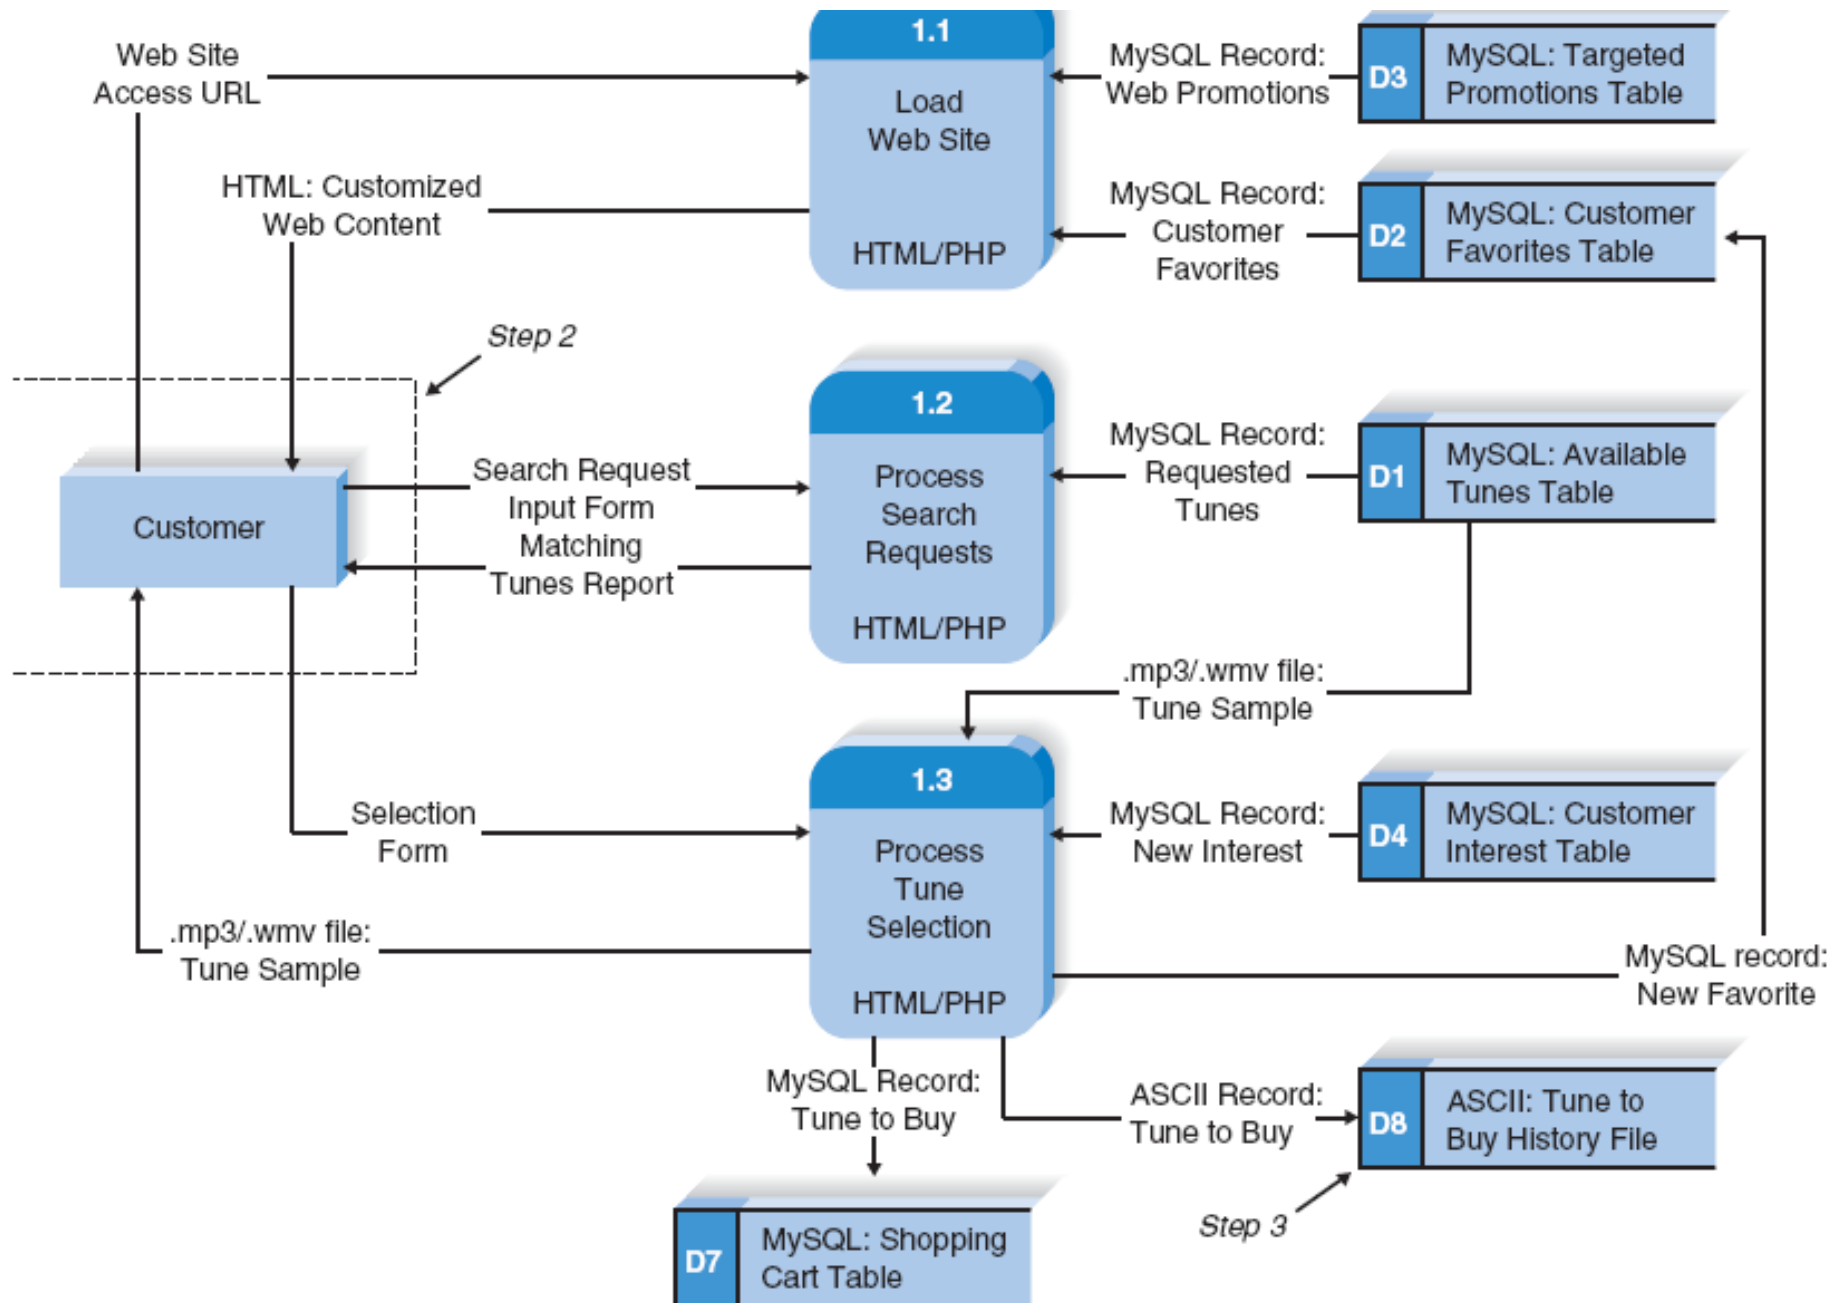 Web Site
Access URL
1.1
Load
Web Site
HTML/PHP
MySQL Record:
Web Promotions
D3
MySQL: Targeted
Promotions Table
HTML: Customized
Web Content
MySQL Record:
Customer
Favorites
D2
MySQL: Customer
Favorites Table
Step 2
Customer
Search Request
Input Form
Matching
Tunes Report
1.2
Process
Search
Requests
HTML/PHP
MySQL Record:
Requested
Tunes
D1
MySQL: Available
Tunes Table
.mp3/.wmv file:
Tune Sample
Selection
Form
1.3
Process
Tune
Selection
HTML/PHP
MySQL Record:
New Interest
D4
MySQL: Customer
Interest Table
.mp3/.wmv file:
Tune Sample
MySQL record:
New Favorite
MySQL Record:
Tune to Buy
ASCII Record:
Tune to Buy
D8
ASCII: Tune to
Buy History File
Step 3
D7
MySQL: Shopping
Cart Table